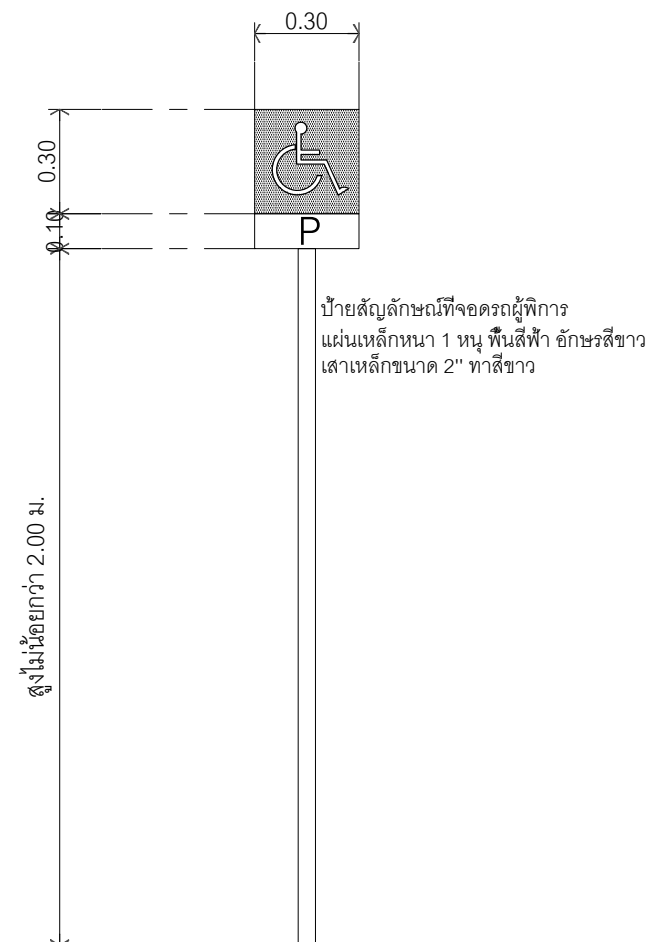 0.30
0.30
0.10
P
ป้ายสัญลักษณ์ที่จอดรถผู้พิการ
แผ่นเหล็กหนา 1 หนุ พื้นสีฟ้า อักษรสีขาว
เสาเหล็กขนาด 2'' ทาสีขาว
สูงไม่น้อยกว่า 2.00 ม.